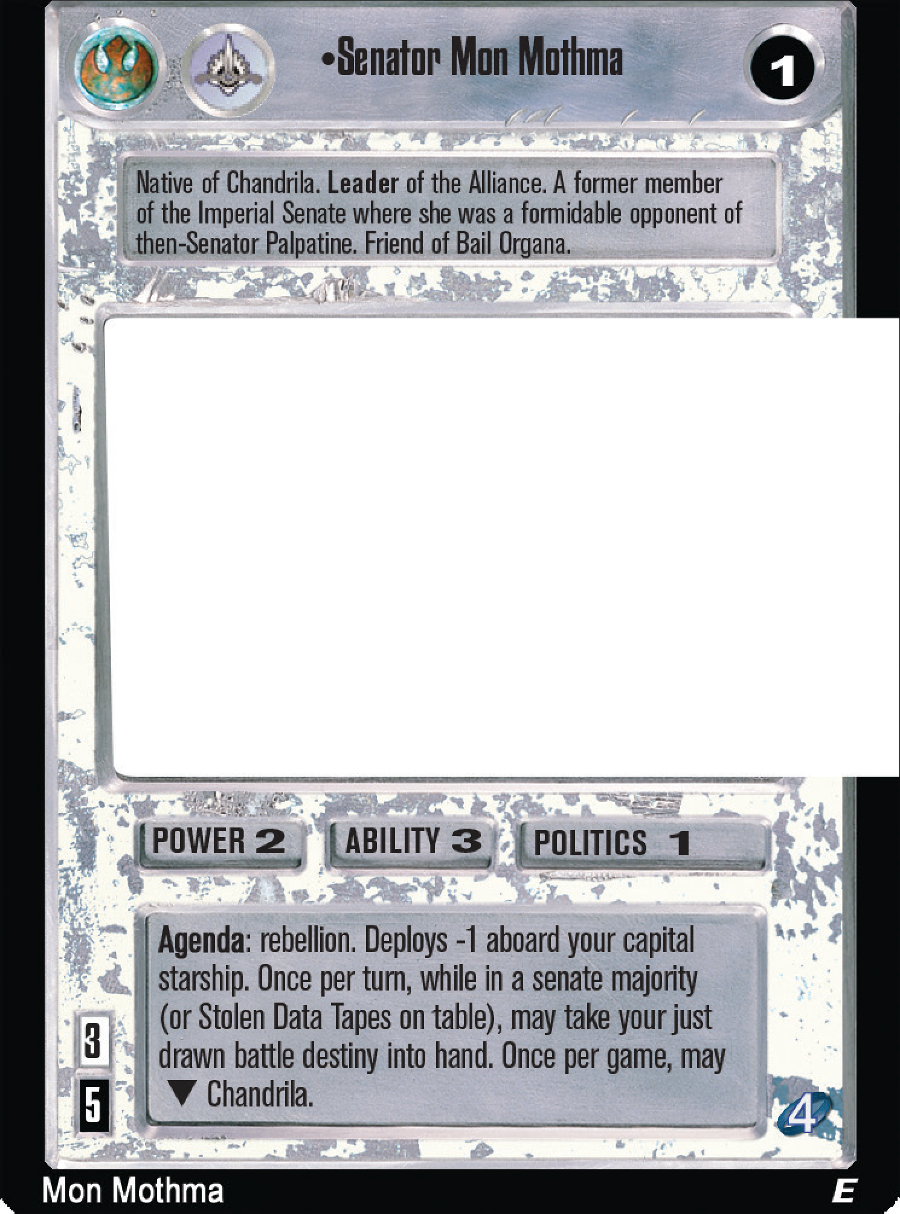 •Senator Mon Mothma
1
Native of Chandrila. Leader of the Alliance. A former member
of the Imperial Senate where she was a formidable opponent of
then-Senator Palpatine. Friend of Bail Organa.
POWER 2 ABILITY 3 POLITICS 1
Agenda: rebellion. Deploys -1 aboard your capital
starship. Once per turn, while in a senate majority
(or Stolen Data Tapes on table), may take your just
drawn battle destiny into hand. Once per game, may
▼ Chandrila.
3
5
4
Mon Mothma E